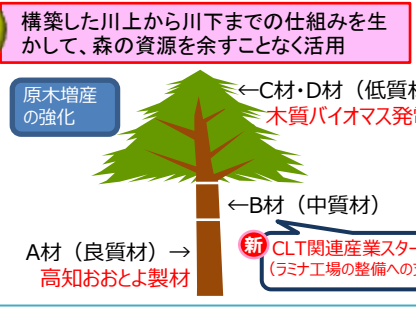 構築した川上から川下までの仕組みを生
かして、森の資源を余すことなく活用
原木増産
の強化
←C材・D材（低質材
木質バイオマス発
←B材（中質材）
A材（良質材）→
高知おおとよ製材
新
CLT関連産業スター
（ラミナ工場の整備への